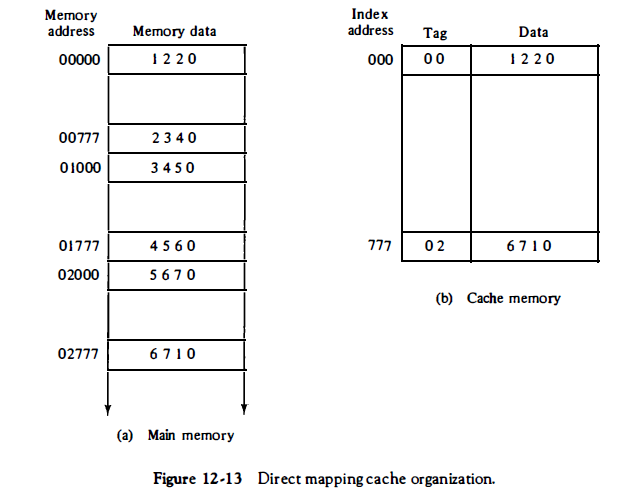 Memory address
Memory data
00000
1 2 2 0
00777
2 3 4 0
01000
3 4 5 0
01777
4 5 6 0
02000
5 6 7 0
02777
6 7 1 0
(a) Main memory
Index address
Tag
Data
000
0 0
1 2 2 0
777
0 2
6 7 1 0
(b) Cache memory
Figure 12-13 Direct mapping cache organization.